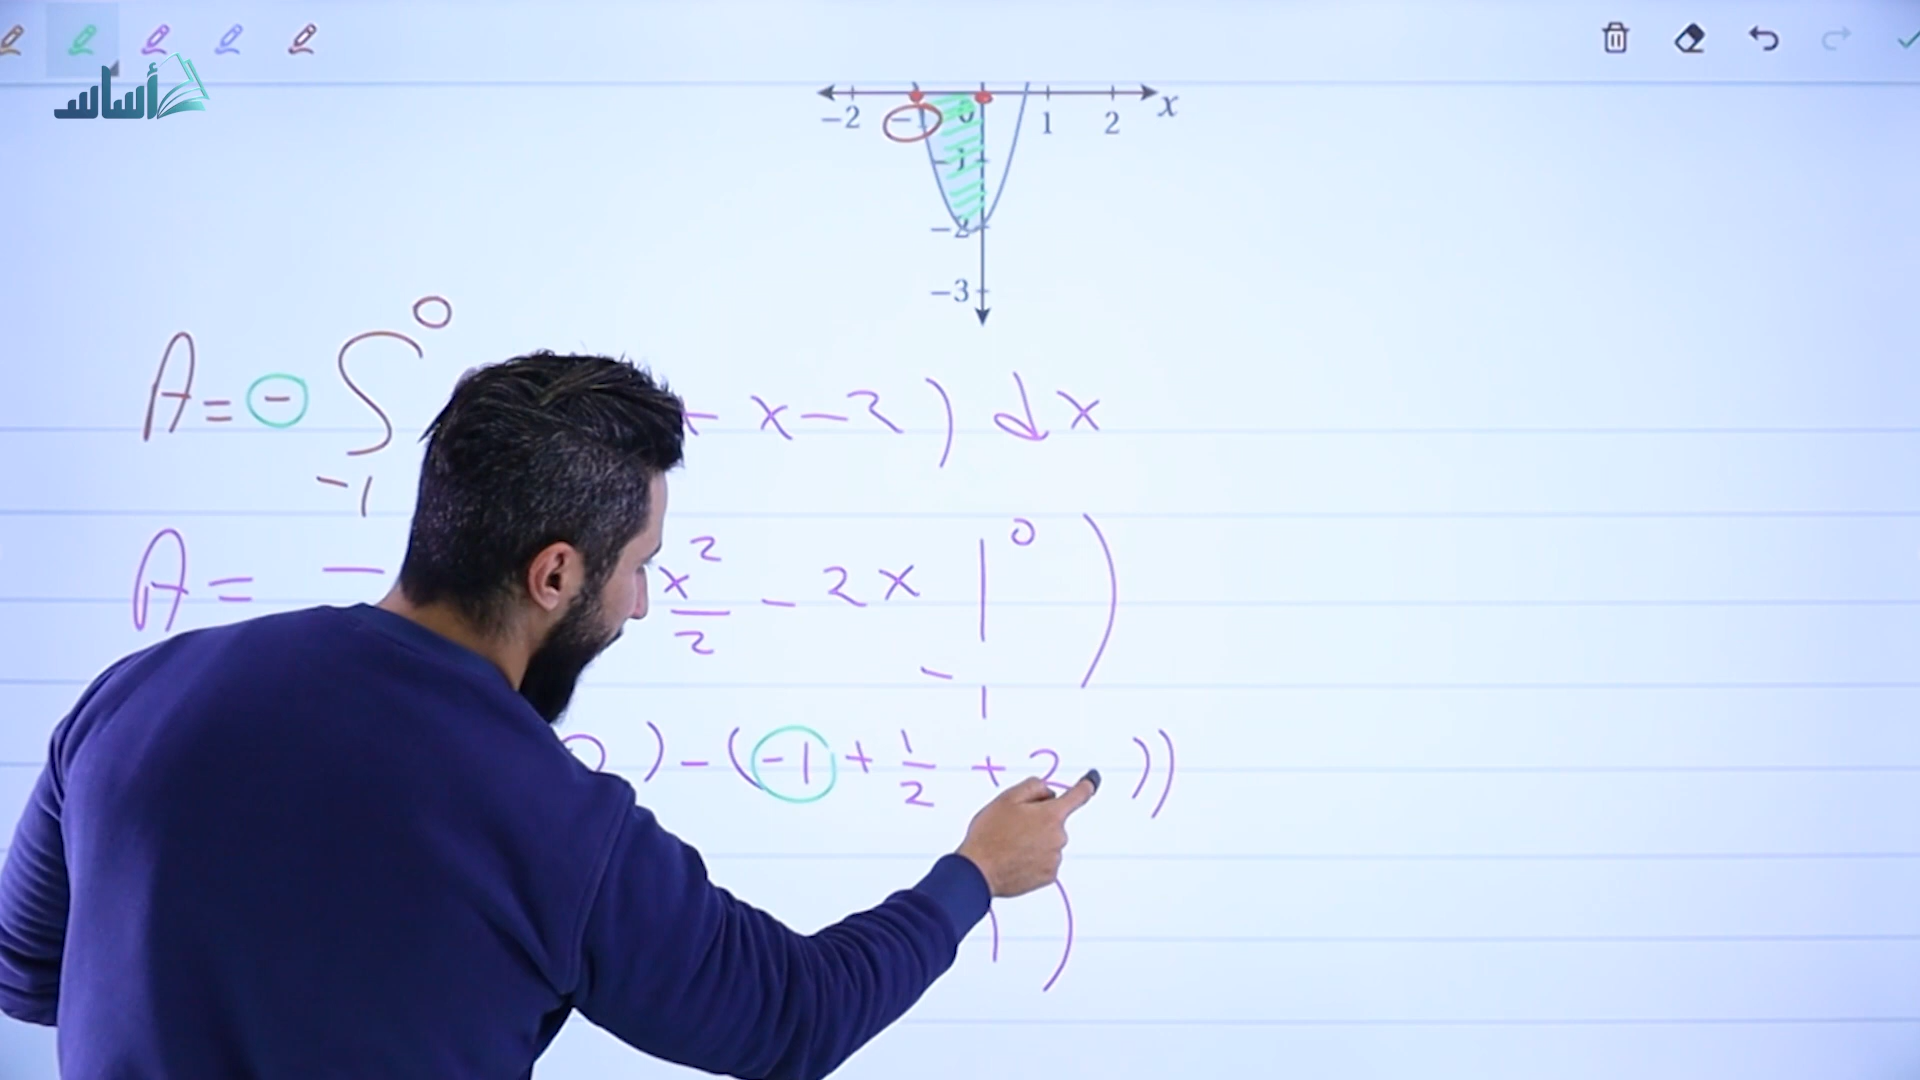 أساس
-2 -1 0 1 2 x
-1
-2
-3
A = - ∫ 0 -1 x - 2 ) dx
A = - x² / 2 - 2x | 0 -1 )
) - ( -1 + 1/2 + 2 ))
)